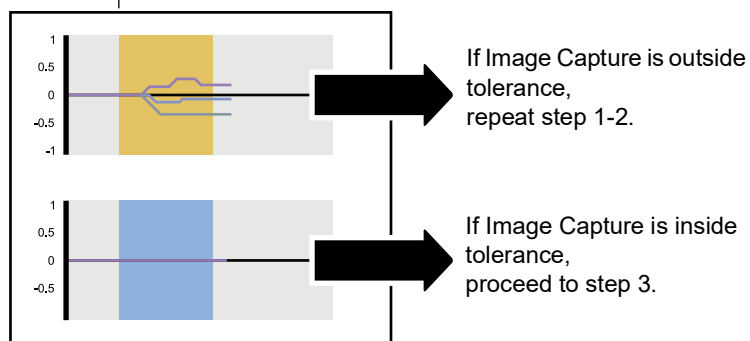 1
0.5
0
-0.5
-1
If Image Capture is outside
tolerance,
repeat step 1-2.
1
0.5
0
-0.5
If Image Capture is inside
tolerance,
proceed to step 3.